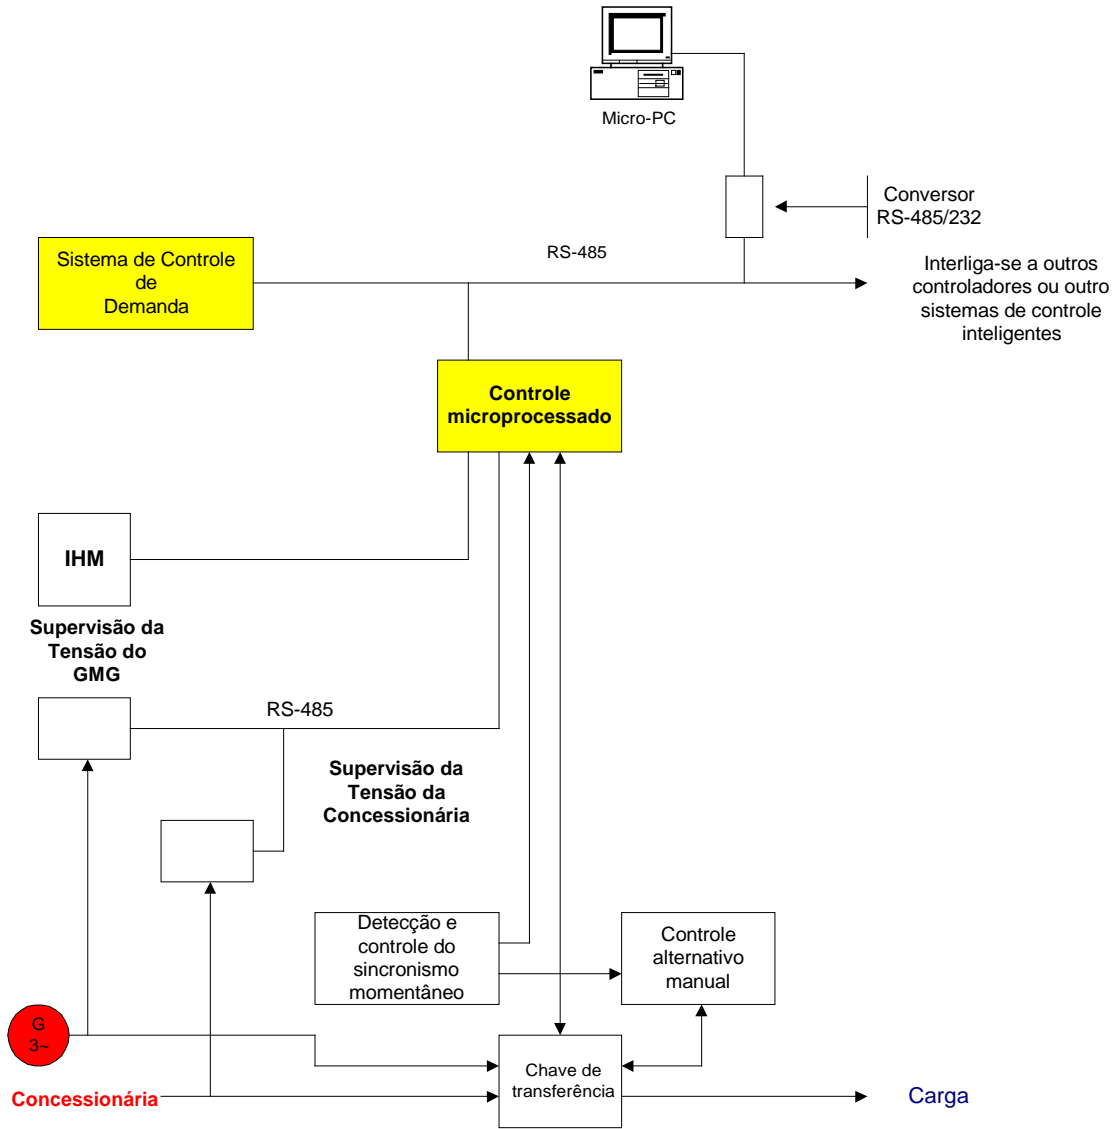 Micro-PC
Conversor
RS-485/232
RS-485
Sistema de Controle
de
Demanda
Interliga-se a outros
controladores ou outro
sistemas de controle
inteligentes
Controle
microprocessado
IHM
Supervisão da
Tensão do
GMG
RS-485
Supervisão da
Tensão da
Concessionária
Detecção e
controle do
sincronismo
momentâneo
Controle
alternativo
manual
G
3~
Chave de
transferência
Concessionária
Carga